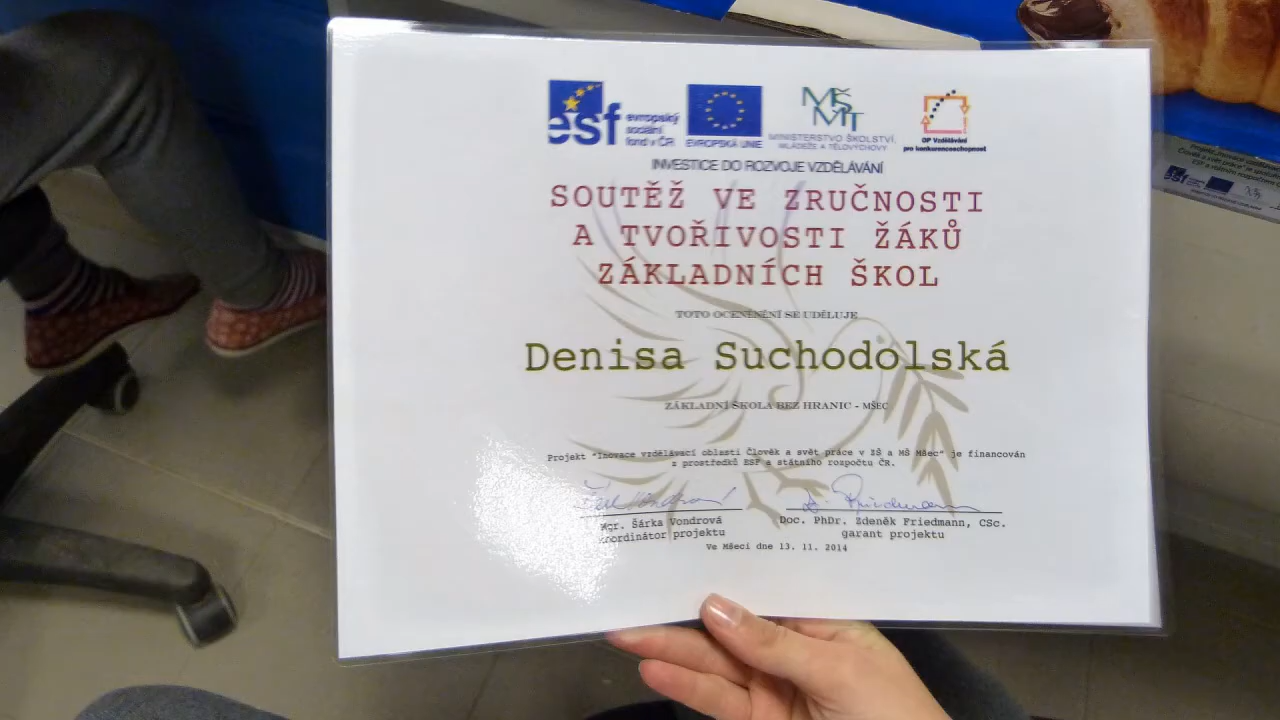 esf evropský sociální fond v ČR
EVROPSKÁ UNIE
MŠMT
MINISTERSTVO ŠKOLSTVÍ,
MLÁDEŽE A TĚLOVÝCHOVY
OP Vzdělávání
pro konkurenceschopnost
INVESTICE DO ROZVOJE VZDĚLÁVÁNÍ
SOUTĚŽ VE ZRUČNOSTI
A TVOŘIVOSTI ŽÁKŮ
ZÁKLADNÍCH ŠKOL
TOTO OCENĚNĚNÍ SE UDĚLUJE
Denisa Suchodolská
ZÁKLADNÍ ŠKOLA BEZ HRANIC - MŠEC
Projekt "Inovace vzdělávací oblasti Člověk a svět práce v ZŠ a MŠ Mšec" je financován
z prostředků ESF a státního rozpočtu ČR.
Mgr. Šárka Vondrová
koordinátor projektu
Doc. PhDr. Zdeněk Friedmann, CSc.
garant projektu
Ve Mšeci dne 13. 11. 2014